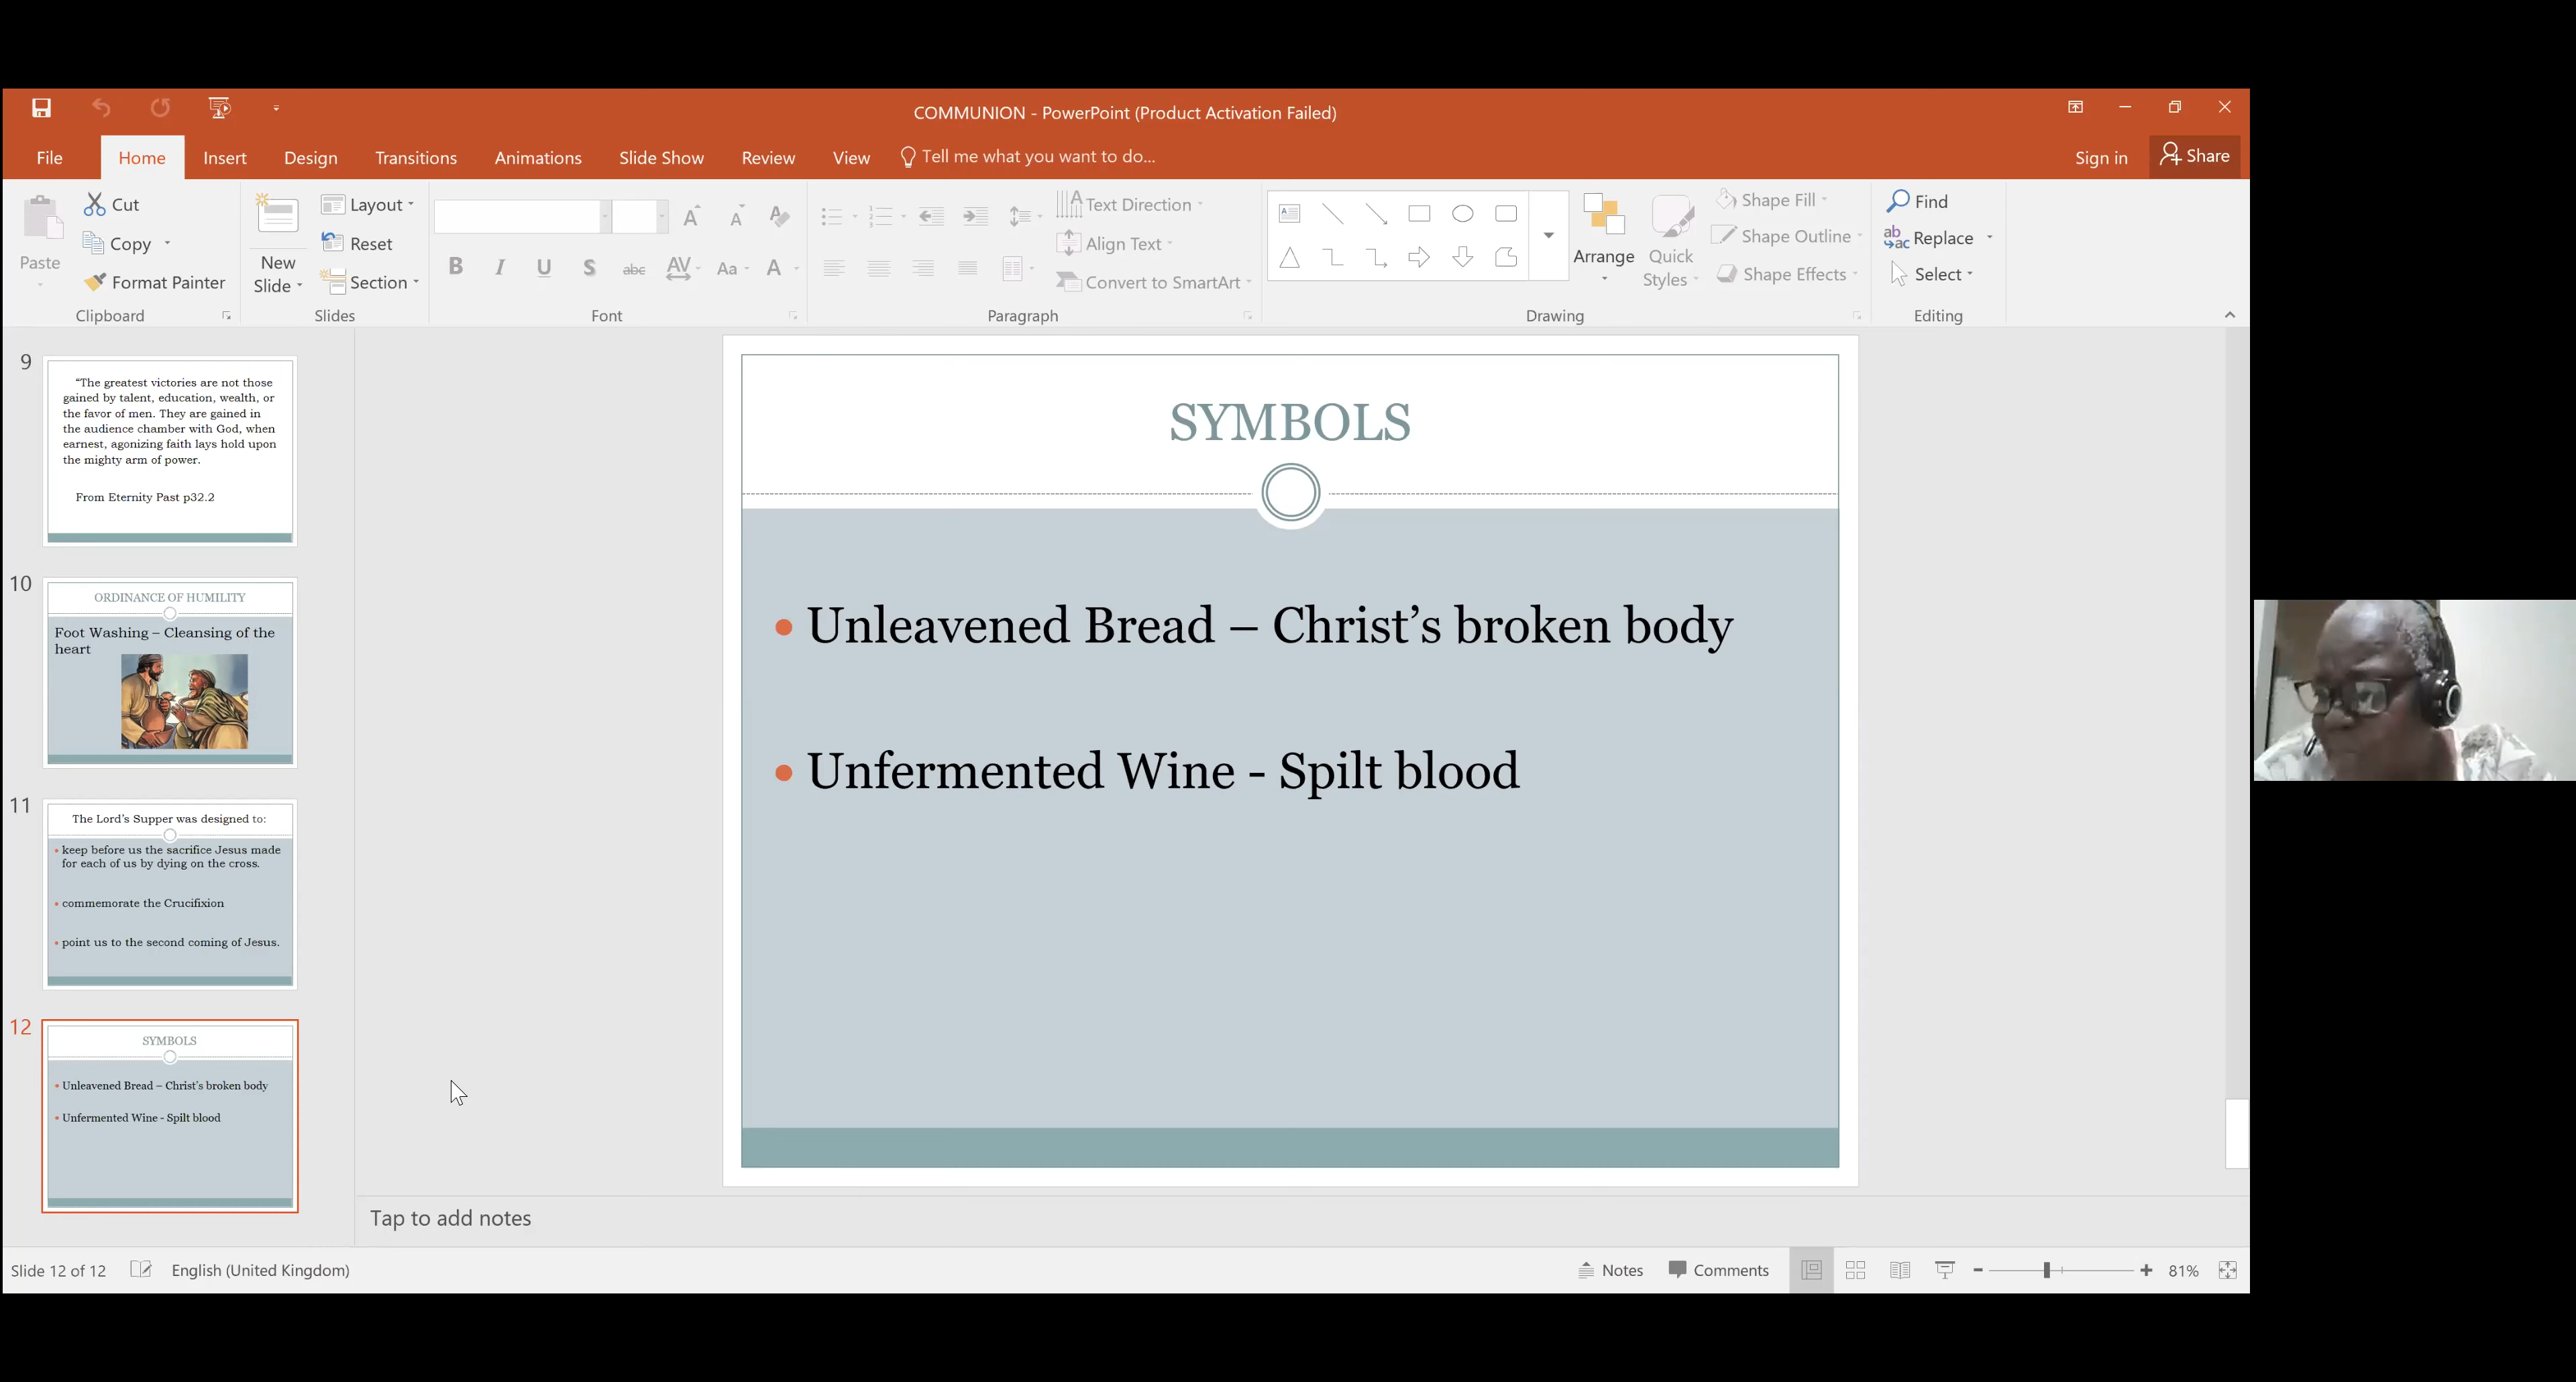 COMMUNION - PowerPoint (Product Activation Failed)
File
Home
Insert
Design
Transitions
Animations
Slide Show
Review
View
Tell me what you want to do...
Sign in
Share
Paste
Cut
Copy
Format Painter
Clipboard
New
Slide
Layout
Reset
Section
Slides
B
I
U
S
abc
AV
Aa
A
Font
Text Direction
Align Text
Convert to SmartArt
Paragraph
Arrange
Quick
Styles
Shape Fill
Shape Outline
Shape Effects
Drawing
Find
Replace
Select
Editing
9
“The greatest victories are not those
gained by talent, education, wealth, or
the favor of men. They are gained in
the audience chamber with God, when
earnest, agonizing faith lays hold upon
the mighty arm of power.
From Eternity Past p32.2
10
ORDINANCE OF HUMILITY
Foot Washing – Cleansing of the
heart
11
The Lord’s Supper was designed to:
• keep before us the sacrifice Jesus made
for each of us by dying on the cross.
• commemorate the Crucifixion
• point us to the second coming of Jesus.
12
SYMBOLS
• Unleavened Bread – Christ’s broken body
• Unfermented Wine - Spilt blood
SYMBOLS
• Unleavened Bread – Christ’s broken body
• Unfermented Wine - Spilt blood
Tap to add notes
Slide 12 of 12
English (United Kingdom)
Notes
Comments
81%